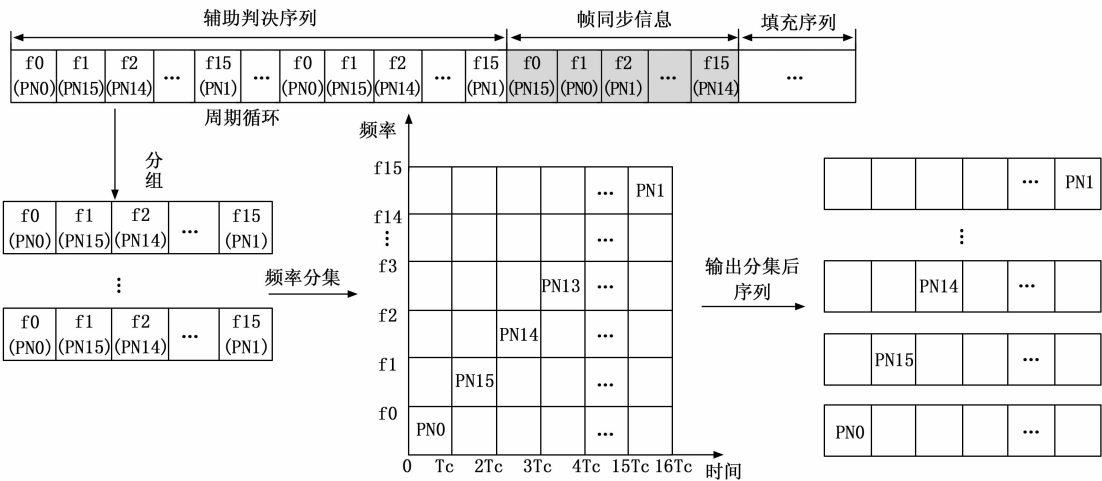 辅助判决序列 帧同步信息 填充序列
f0 f1 f2 … f15 … f0 f1 f2 … f15 f0 f1 f2 … f15 …
(PN0) (PN15) (PN14) (PN1) (PN0) (PN15) (PN14) (PN1) (PN15) (PN0) (PN1) (PN14)
周期循环
分
组
f0 f1 f2 … f15
(PN0) (PN15) (PN14) (PN1)
⋮
f0 f1 f2 … f15
(PN0) (PN15) (PN14) (PN1)
频率分集
频率
f15
… PN1
f14
⋮ …
f3
PN13 …
f2
PN14 …
f1
PN15 …
f0
PN0 …
0 Tc 2Tc 3Tc 4Tc 15Tc 16Tc 时间
输出分集后
序列
… PN1
⋮
PN14 …
PN15 …
PN0 …